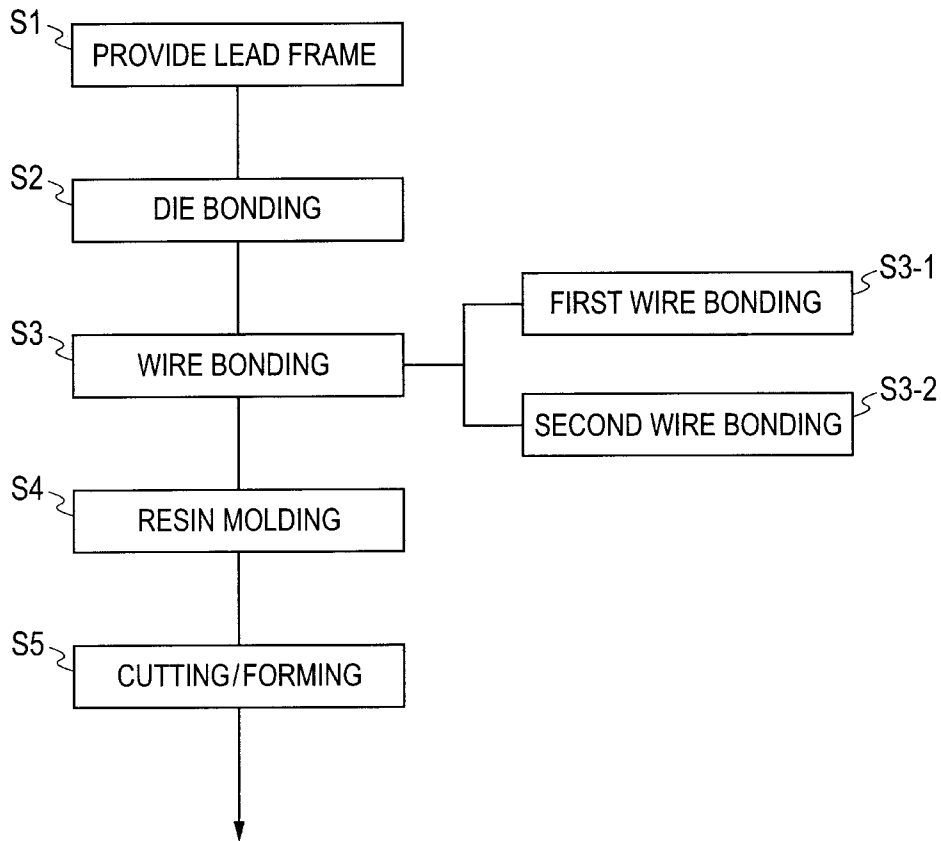 S1
PROVIDE LEAD FRAME
S2
DIE BONDING
S3
WIRE BONDING
S3-1
FIRST WIRE BONDING
S3-2
SECOND WIRE BONDING
S4
RESIN MOLDING
S5
CUTTING/FORMING